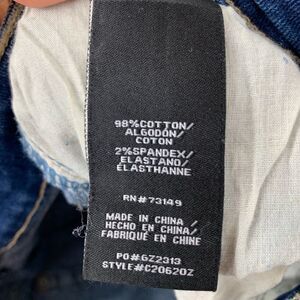 98%COTTON/
ALGODÓN/
COTON
2%SPANDEX/
ELASTANO/
ÉLASTHANNE
RN#73149
MADE IN CHINA/
HECHO EN CHINA/
FABRIQUÉ EN CHINE
PO#6Z2313
STYLE#C20620Z